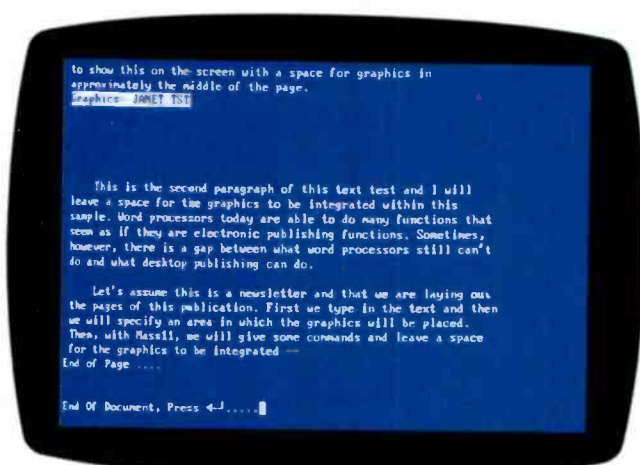 to show this on the screen with a space for graphics in
approximately the middle of the page.
Graphics JANET TST
This is the second paragraph of this text test and I will
leave a space for the graphics to be integrated within this
sample. Word processors today are able to do many functions that
seem as if they are electronic publishing functions. Sometimes,
however, there is a gap between what word processors still can't
do and what desktop publishing can do.
Let's assume this is a newsletter and that we are laying out
the pages of this publication. First we type in the text and then
we will specify an area in which the graphics will be placed.
Then, with Mass11, we will give some commands and leave a space
for the graphics to be integrated —
End of Page ....
End Of Document, Press ◄┘.....